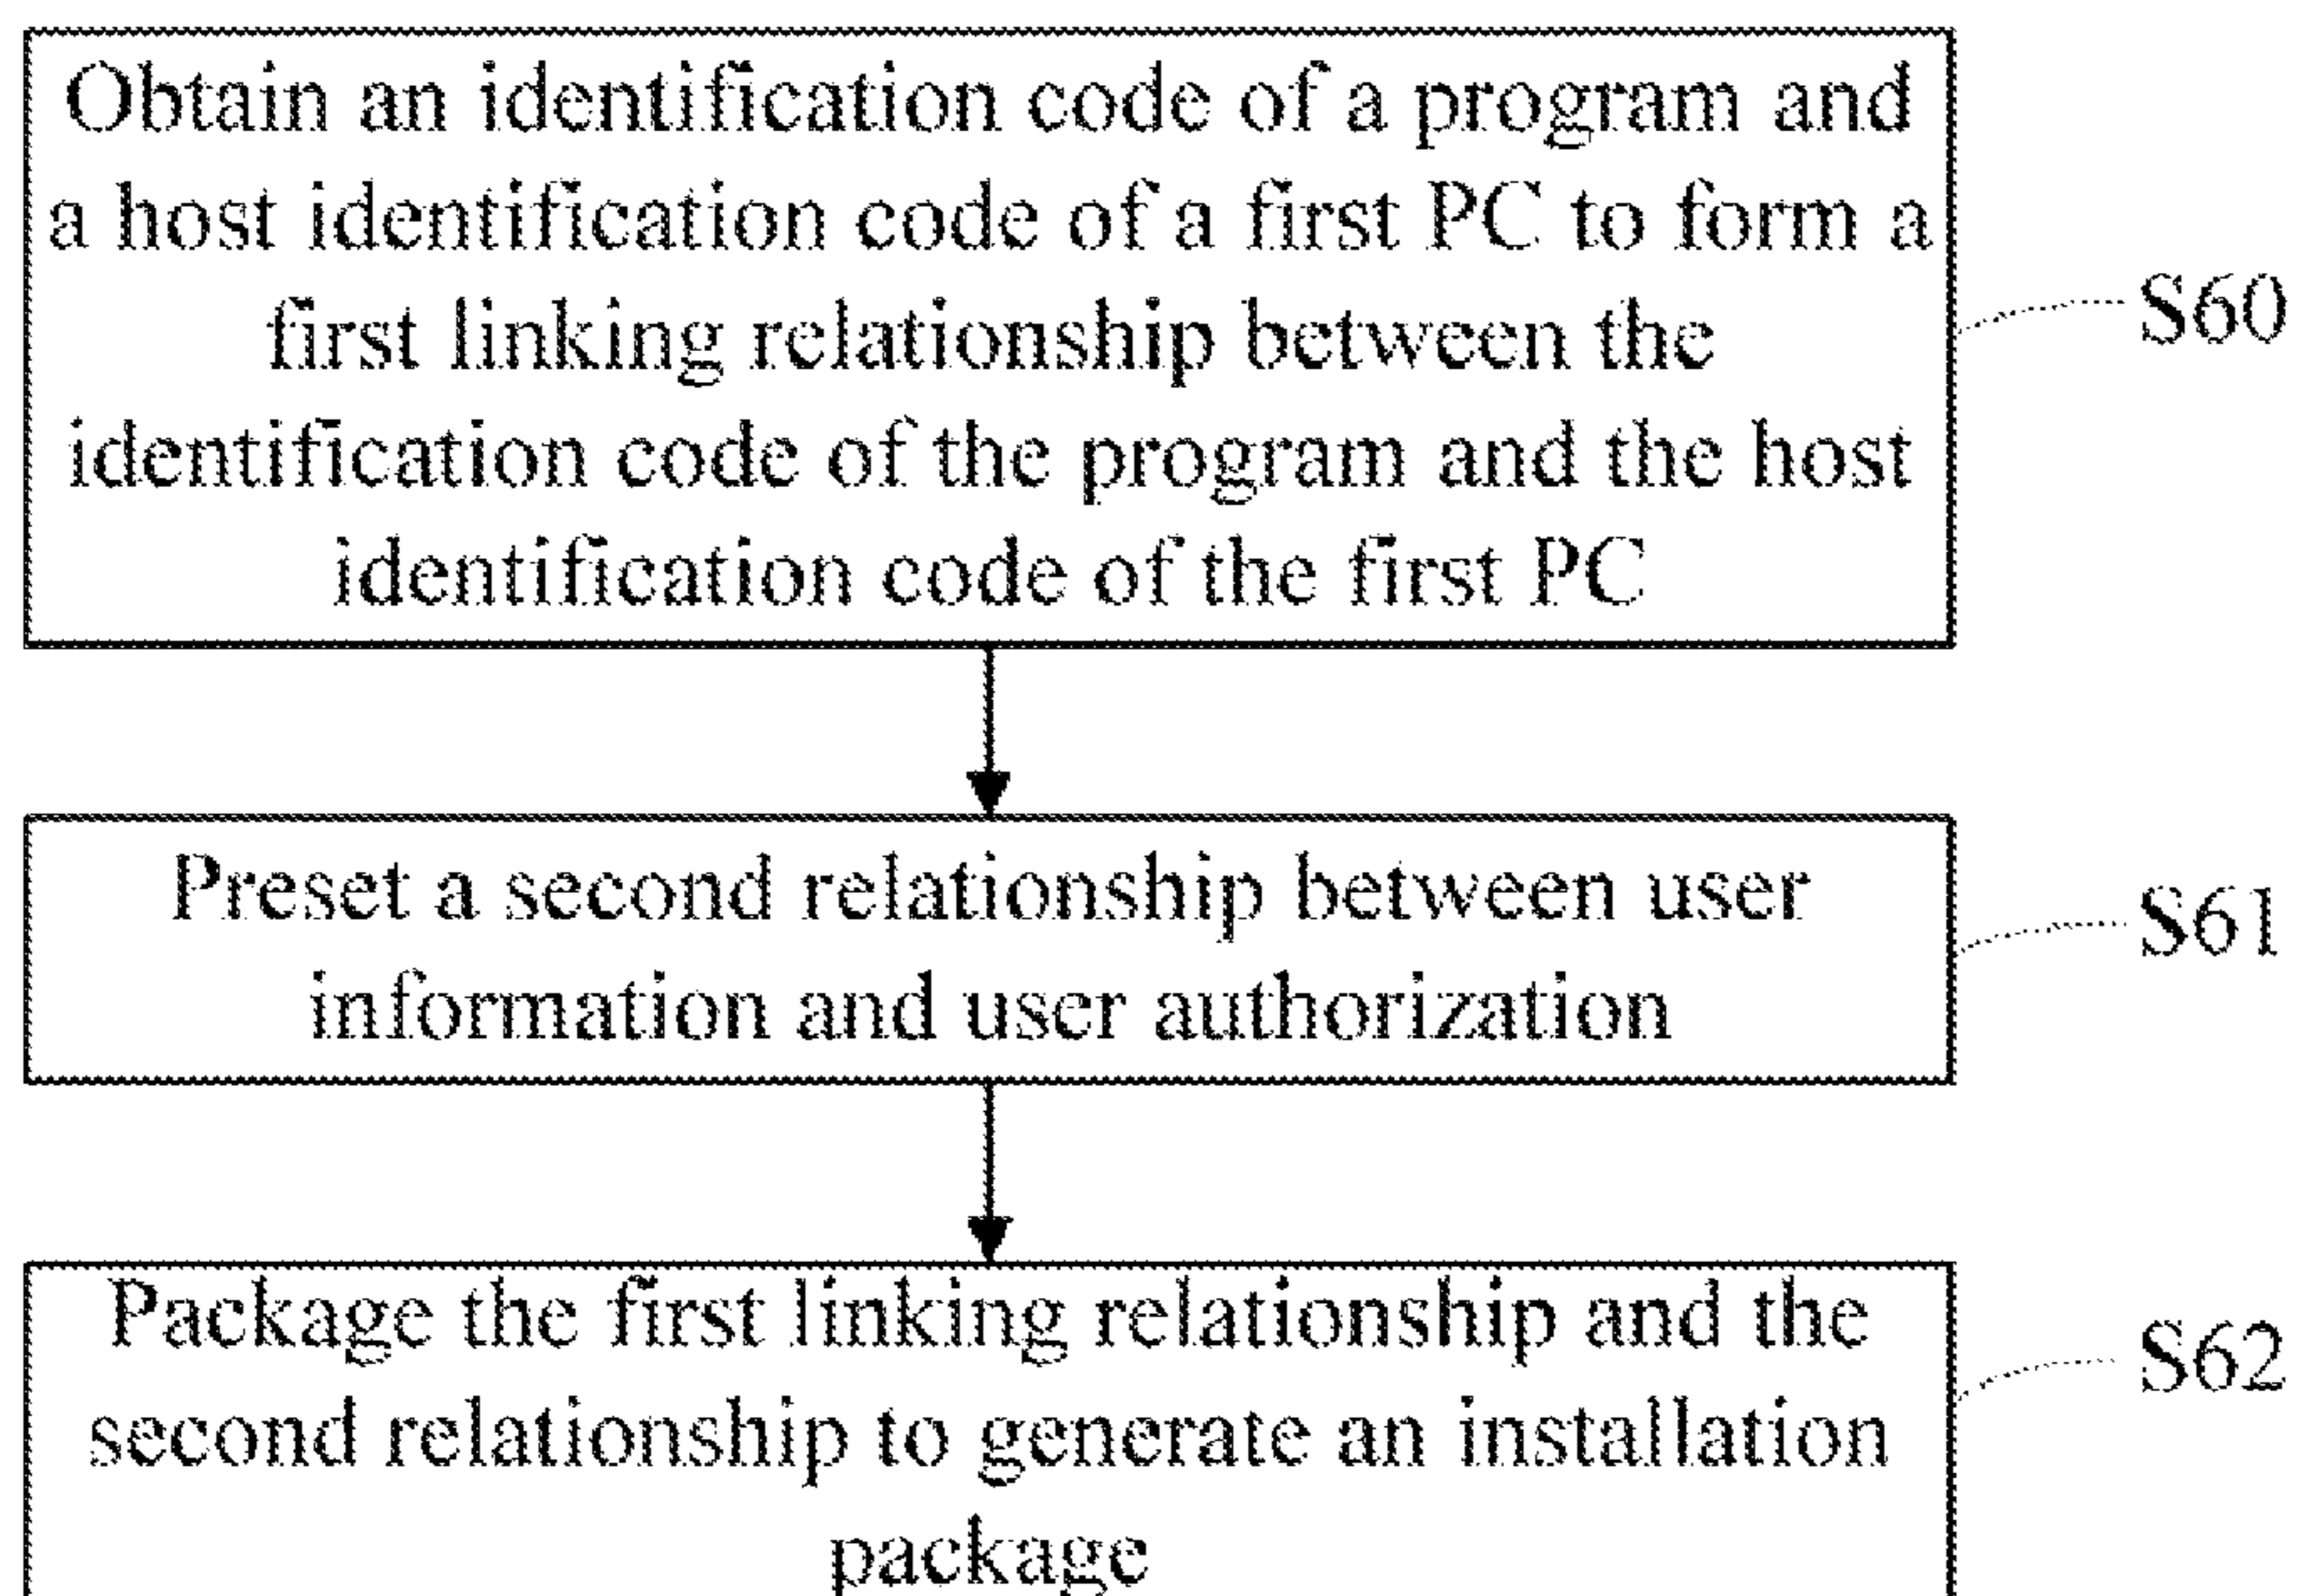 Obtain an identification code of a program and
a host identification code of a first PC to form a
first linking relationship between the
identification code of the program and the host
identification code of the first PC
S60
Preset a second relationship between user
information and user authorization
S61
Package the first linking relationship and the
second relationship to generate an installation
package
S62